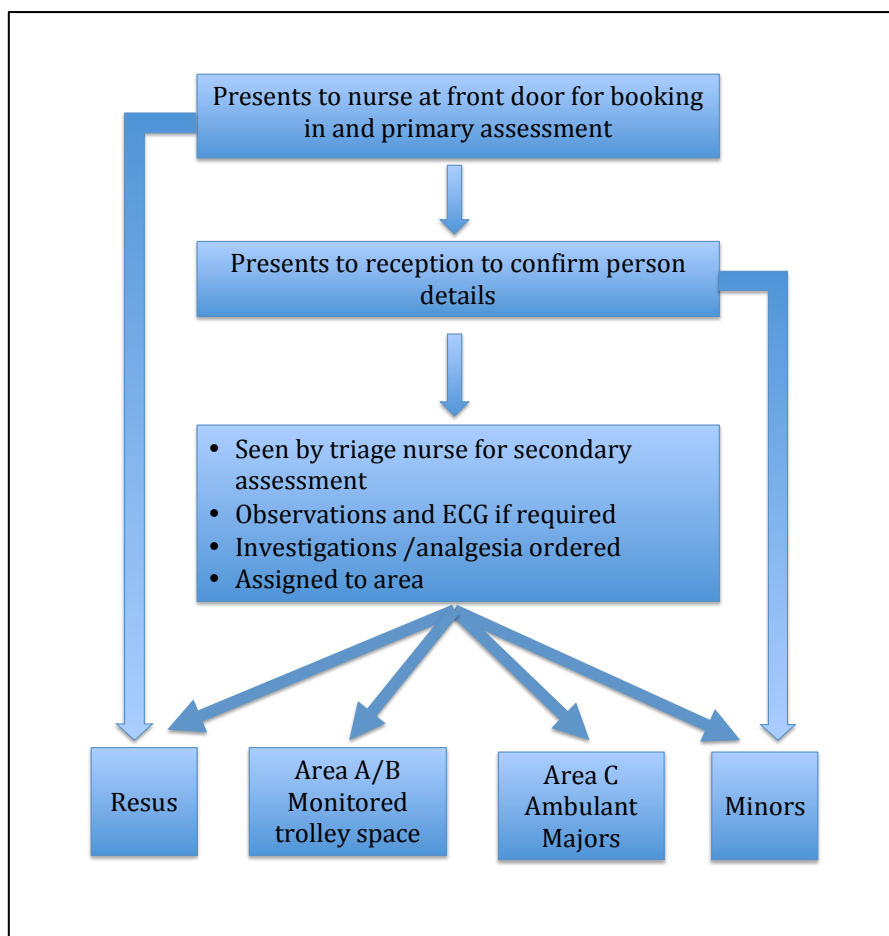 Presents to nurse at front door for booking
in and primary assessment
Presents to reception to confirm person
details
• Seen by triage nurse for secondary
assessment
• Observations and ECG if required
• Investigations /analgesia ordered
• Assigned to area
Resus
Area A/B
Monitored
trolley space
Area C
Ambulant
Majors
Minors